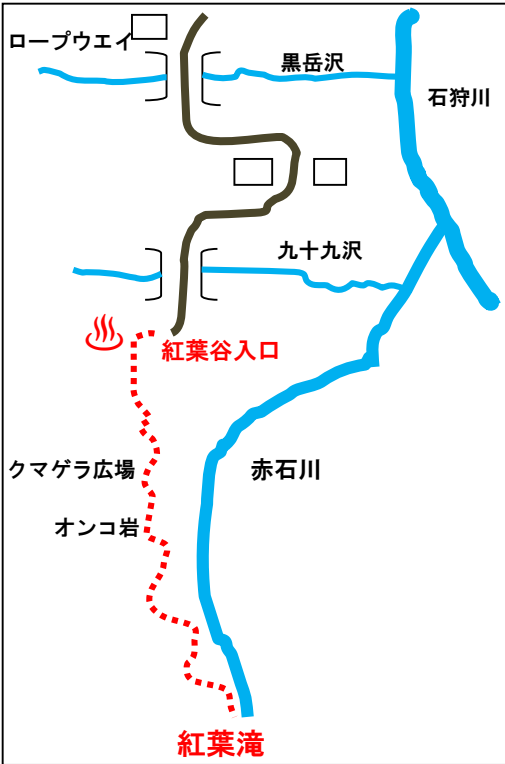 ロープウエイ
黒岳沢
石狩川
九十九沢
紅葉谷入口
クマゲラ広場
赤石川
オンコ岩
紅葉滝